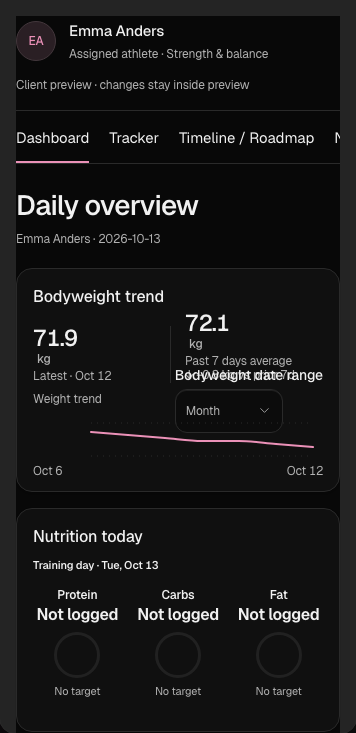 EA
Emma Anders
Assigned athlete · Strength & balance
Client preview · changes stay inside preview
Dashboard Tracker Timeline / Roadmap
Daily overview
Emma Anders · 2026-10-13
Bodyweight trend
71.9
kg
Latest · Oct 12
72.1
kg
Past 7 days average
Bodyweight date range
Weight trend
Month
Oct 6 Oct 12
Nutrition today
Training day · Tue, Oct 13
Protein Carbs Fat
Not logged Not logged Not logged
No target No target No target